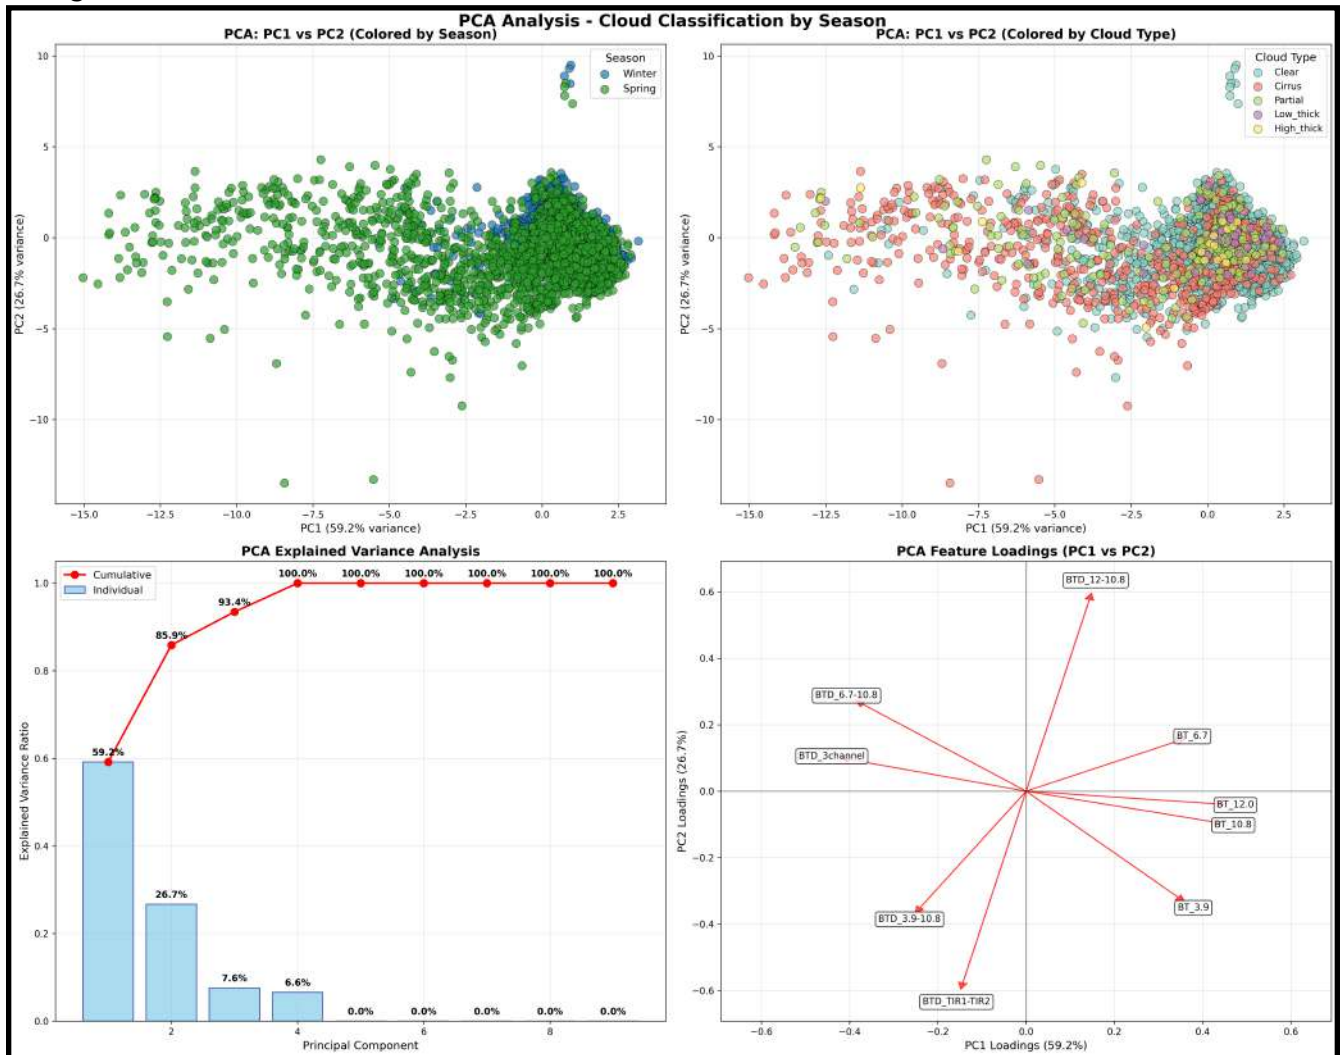 PCA Analysis - Cloud Classification by Season
PCA: PC1 vs PC2 (Colored by Season)
10
5
0
−5
−10
PC2 (26.7% variance)
Season
Winter
Spring
−15.0 −12.5 −10.0 −7.5 −5.0 −2.5 0.0 2.5
PC1 (59.2% variance)
PCA: PC1 vs PC2 (Colored by Cloud Type)
10
5
0
−5
−10
PC2 (26.7% variance)
Cloud Type
Clear
Cirrus
Partial
Low_thick
High_thick
−15.0 −12.5 −10.0 −7.5 −5.0 −2.5 0.0 2.5
PC1 (59.2% variance)
PCA Explained Variance Analysis
Cumulative
Individual
1.0
0.8
0.6
0.4
0.2
0.0
Explained Variance Ratio
59.2% 85.9% 93.4% 100.0% 100.0% 100.0% 100.0% 100.0% 100.0%
26.7% 7.6% 6.6% 0.0% 0.0% 0.0% 0.0% 0.0%
2 4 6 8
Principal Component
PCA Feature Loadings (PC1 vs PC2)
0.6
0.4
0.2
0.0
−0.2
−0.4
−0.6
PC2 Loadings (26.7%)
BTD_12-10.8
BTD_6.7-10.8
BT_6.7
BTD_3channel
BT_12.0
BT_10.8
BT_3.9
BTD_3.9-10.8
BTD_TIR1-TIR2
−0.6 −0.4 −0.2 0.0 0.2 0.4 0.6
PC1 Loadings (59.2%)